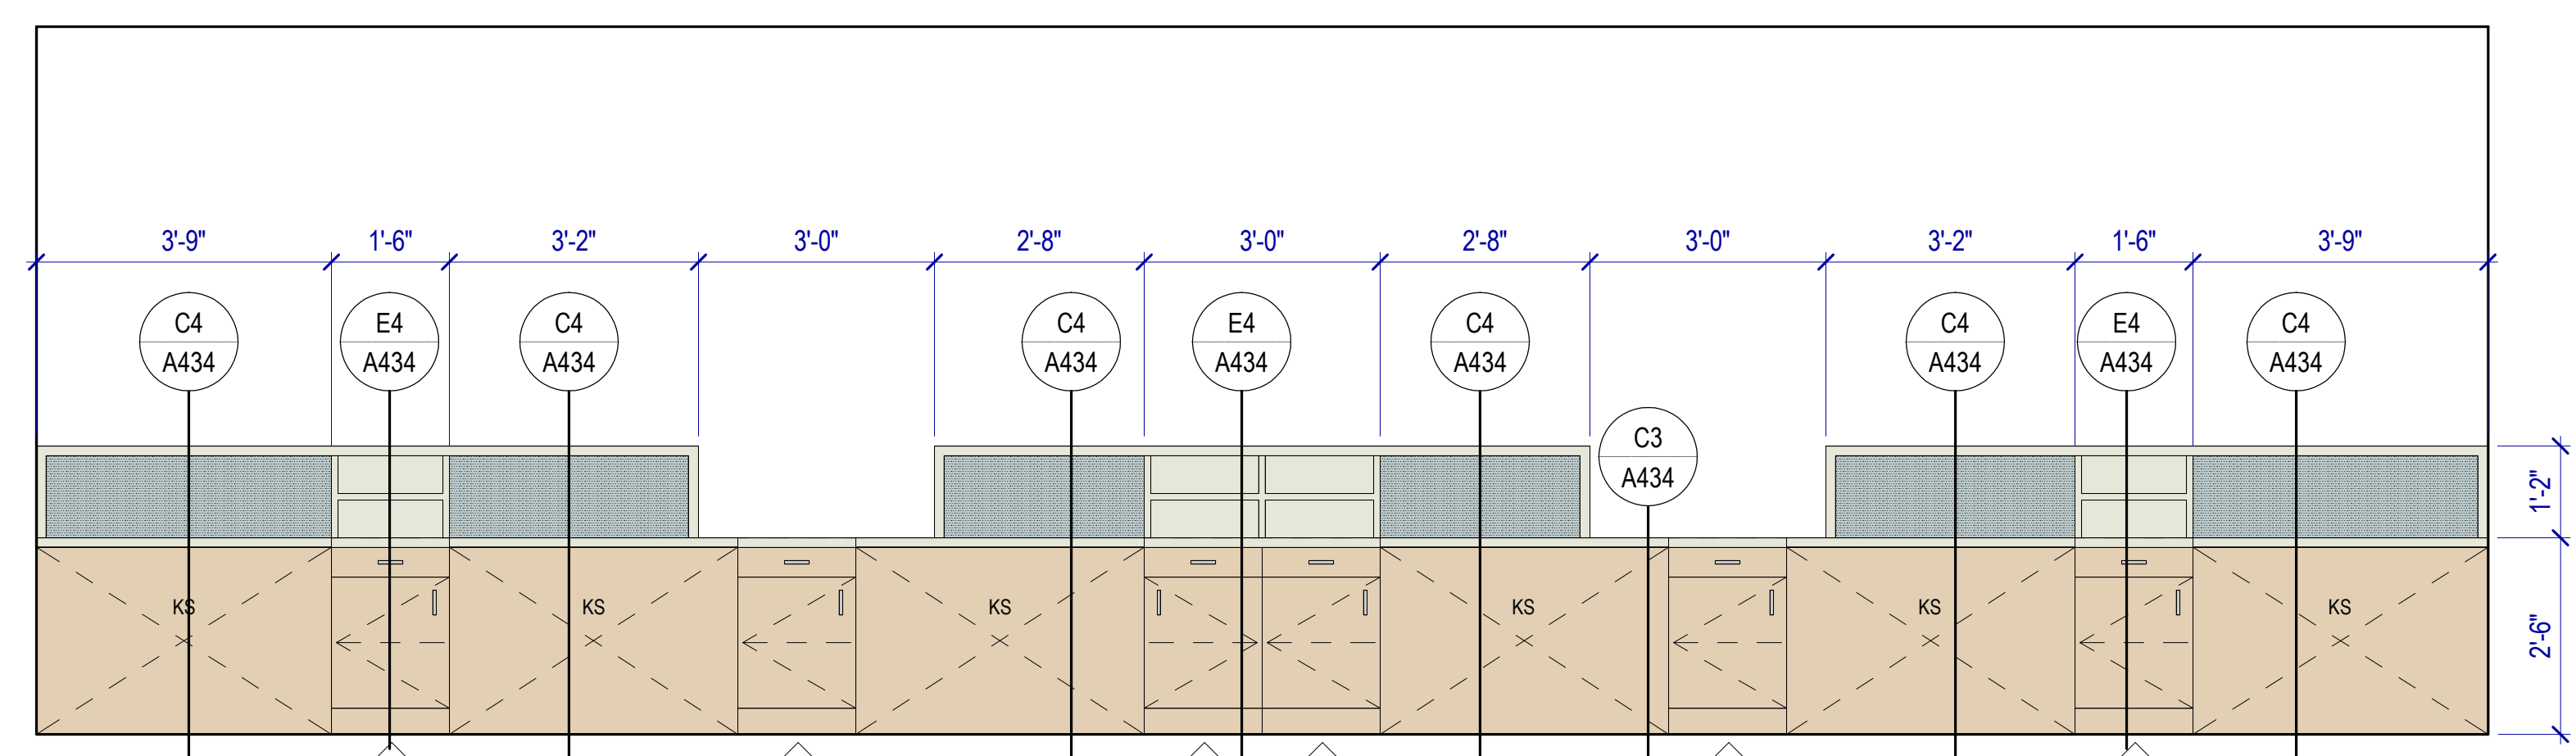 3'-9" 1'-6" 3'-2" 3'-0" 2'-8" 3'-0" 2'-8" 3'-0" 3'-2" 1'-6" 3'-9"
C4 E4 C4 C4 E4 C4 C4 E4 C4
A434 A434 A434 A434 A434 A434 A434 A434 A434
C3
A434
1'-2"
KS KS KS KS KS KS
2'-6"